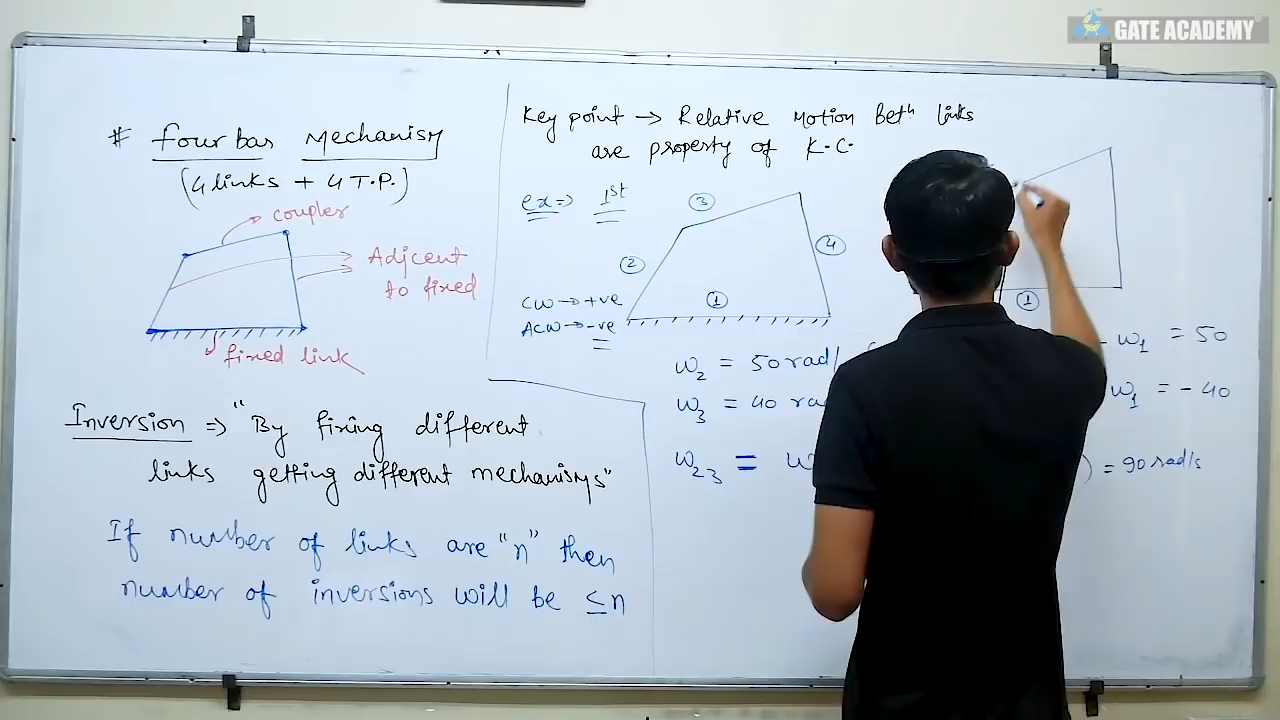 GATE ACADEMY
# four bar Mechanism
(4 links + 4 T.P.)
coupler
Adjcent
to fixed
fixed link
Inversion => "By fixing different
links getting different mechanisms"
If number of links are "n" then
number of inversions will be ≤n
Key point → Relative Motion Betⁿ links
are property of K.C.
ex => 1st
③
②
④
①
CW → +ve
ACW → -ve
①
ω2 = 50 rad/
ω1 = 50
ω3 = 40 ra
ω1 = - 40
ω23 =
) = 90 rad/s